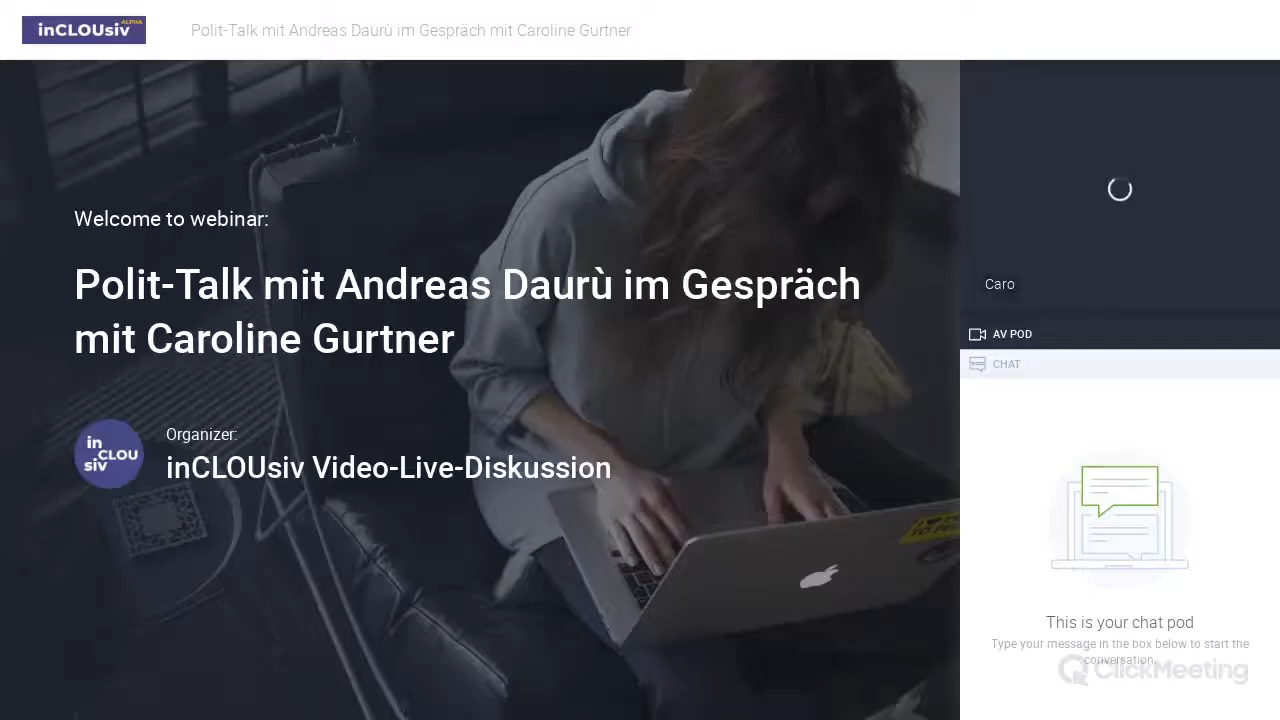 inCLOUsiv ALPHA
Polit-Talk mit Andreas Daurù im Gespräch mit Caroline Gurtner
Welcome to webinar:
Polit-Talk mit Andreas Daurù im Gespräch
mit Caroline Gurtner
in
CLOU
siv
Organizer:
inCLOUsiv Video-Live-Diskussion
Caro
AV POD
CHAT
This is your chat pod
Type your message in the box below to start the
conversation.
ClickMeeting